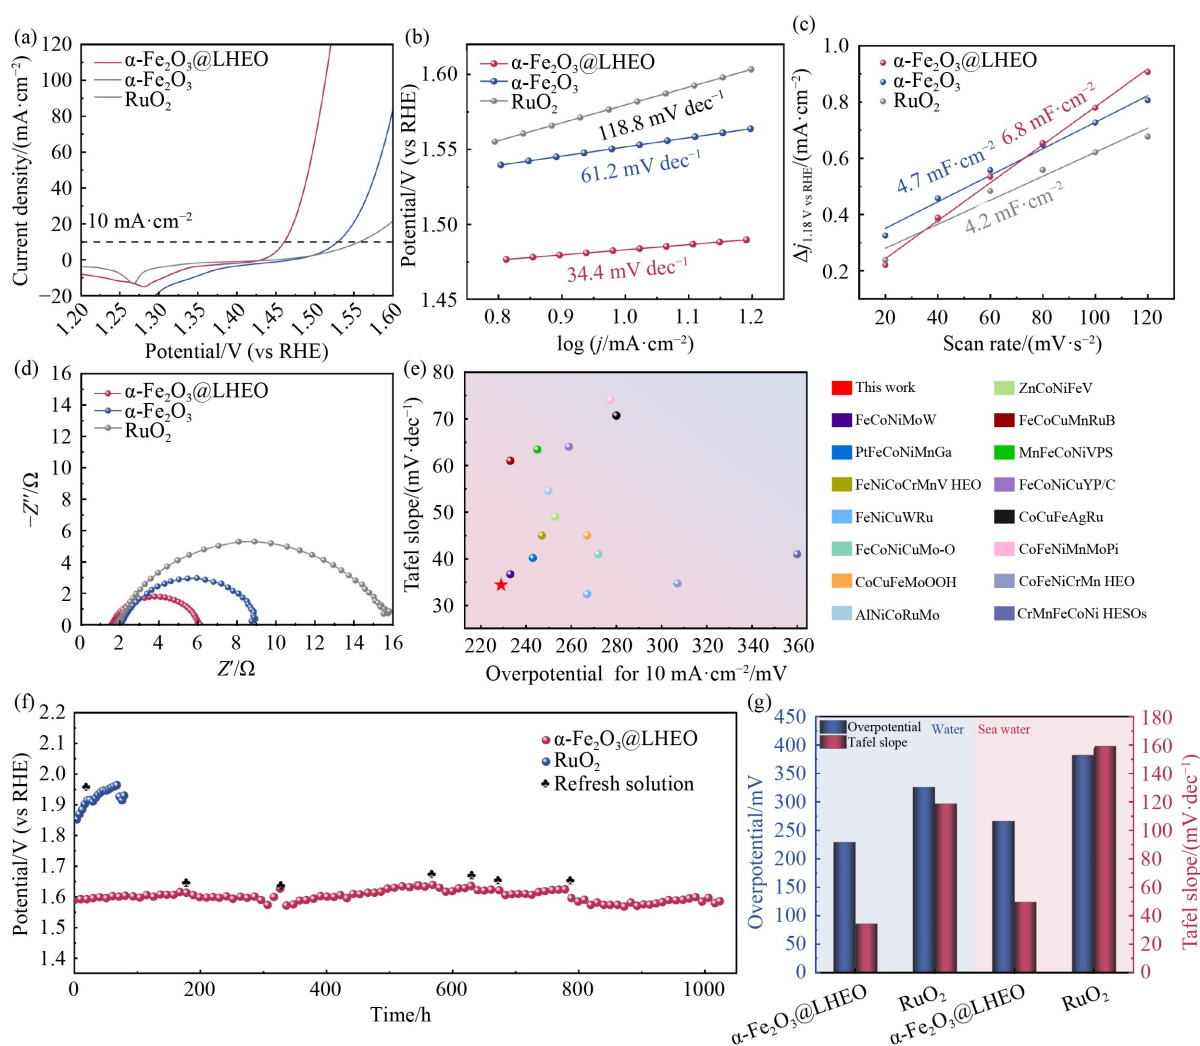 (a)
120
100
80
60
40
20
0
−20
Current density/(mA·cm⁻²)
α-Fe₂O₃@LHEO
α-Fe₂O₃
RuO₂
10 mA·cm⁻²
1.20
1.25
1.30
1.35
1.40
1.45
1.50
1.55
1.60
Potential/V (vs RHE)
(b)
1.60
1.55
1.50
1.45
Potential/V (vs RHE)
α-Fe₂O₃@LHEO
α-Fe₂O₃
RuO₂
118.8 mV dec⁻¹
61.2 mV dec⁻¹
34.4 mV dec⁻¹
0.8
0.9
1.0
1.1
1.2
log (j/mA·cm⁻²)
(c)
1.0
0.8
0.6
0.4
0.2
Δj₁.₁₈ V vs RHE/(mA·cm⁻²)
α-Fe₂O₃@LHEO
α-Fe₂O₃
RuO₂
6.8 mF·cm⁻²
4.7 mF·cm⁻²
4.2 mF·cm⁻²
20
40
60
80
100
120
Scan rate/(mV·s⁻²)
(d)
16
14
12
10
8
6
4
2
0
−Z″/Ω
α-Fe₂O₃@LHEO
α-Fe₂O₃
RuO₂
0
2
4
6
8
10
12
14
16
Z′/Ω
(e)
80
70
60
50
40
30
Tafel slope/(mV·dec⁻¹)
220
240
260
280
300
320
340
360
Overpotential for 10 mA·cm⁻²/mV
This work
FeCoNiMoW
PtFeCoNiMnGa
FeNiCoCrMnV HEO
FeNiCuWRu
FeCoNiCuMo-O
CoCuFeMoOOH
AlNiCoRuMo
ZnCoNiFeV
FeCoCuMnRuB
MnFeCoNiVPS
FeCoNiCuYP/C
CoCuFeAgRu
CoFeNiMnMoPi
CoFeNiCrMn HEO
CrMnFeCoNi HESOs
(f)
2.2
2.1
2.0
1.9
1.8
1.7
1.6
1.5
1.4
Potential/V (vs RHE)
α-Fe₂O₃@LHEO
RuO₂
♣ Refresh solution
0
200
400
600
800
1000
Time/h
(g)
450
400
350
300
250
200
150
100
50
0
Overpotential/mV
Overpotential
Tafel slope
Water
Sea water
180
160
140
120
100
80
60
40
20
0
Tafel slope/(mV·dec⁻¹)
α-Fe₂O₃@LHEO
RuO₂
α-Fe₂O₃@LHEO
RuO₂